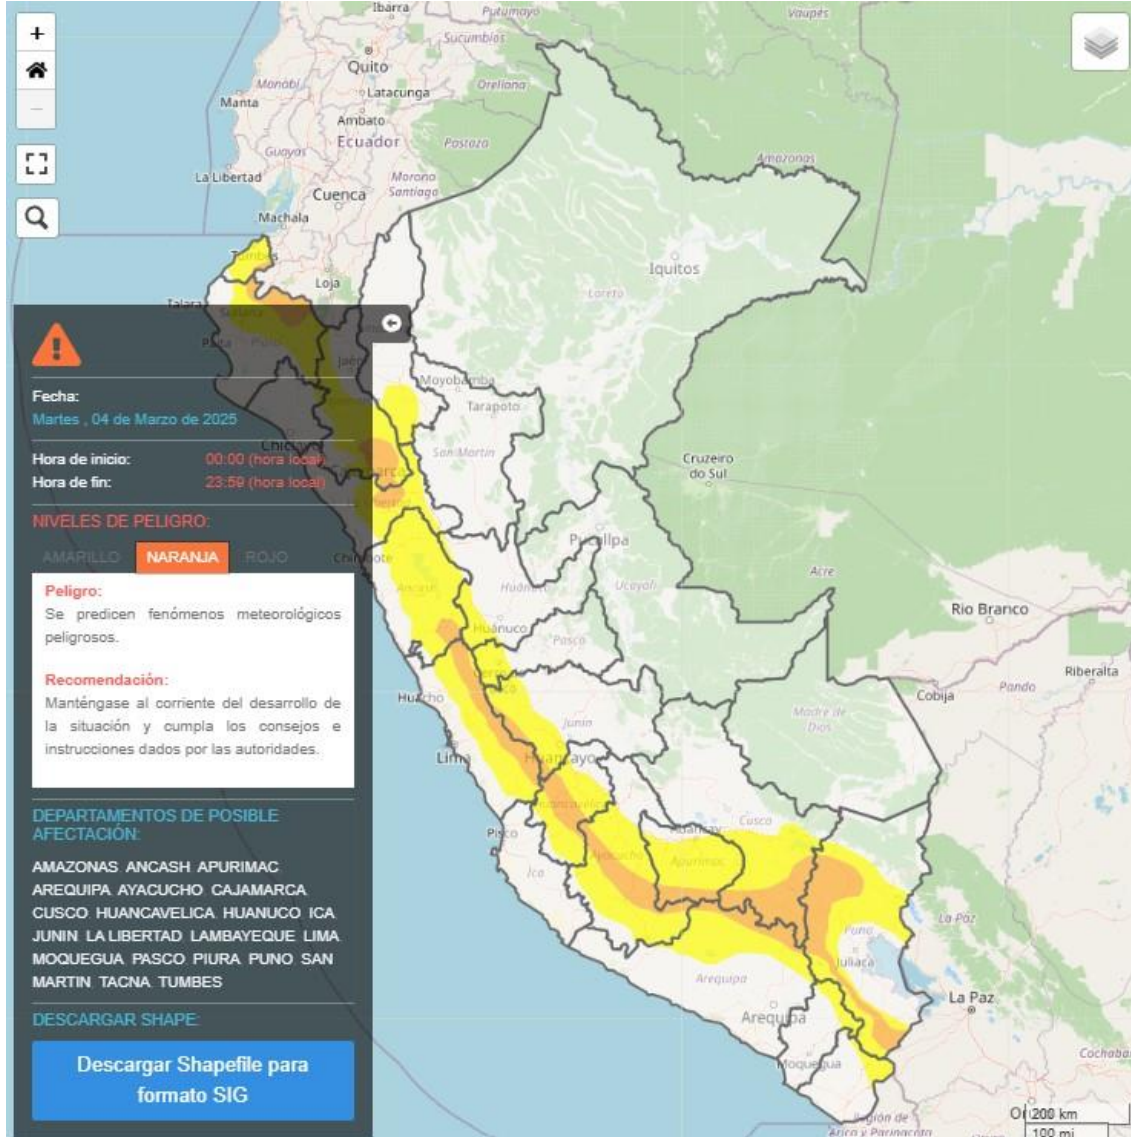 Ibarra
Putumayo
Vaupés
+
Sucumbíos
Quito
Orellana
Manabí
Manta
Latacunga
Ambato
Ecuador
Pastaza
Guayas
Amazonas
La Libertad
Morona
Santiago
Cuenca
Machala
Tumbes
Loja
Iquitos
Loreto
Talara
Sullana
Paita
Jaén
Moyobamba
Tarapoto
San Martín
Cruzeiro
do Sul
Pucallpa
Acre
Rio Branco
Ancash
Huánuco
Ucayali
Huánuco
Pasco
Riberalta
Pando
Cobija
Huacho
Junín
Madre de
Dios
Lima
Huancayo
Huancavelica
Cusco
Pisco
Ayacucho
Apurímac
Ica
La Paz
Puno
Juliaca
Arequipa
La Paz
Arequipa
Moquegua
Cochaba
Región de
Arica y Parinacota
200 km
100 mi
Fecha:
Martes , 04 de Marzo de 2025
Hora de inicio: 00:00 (hora local)
Hora de fin: 23:59 (hora local)
NIVELES DE PELIGRO:
AMARILLO NARANJA ROJO
Peligro:
Se predicen fenómenos meteorológicos
peligrosos.
Recomendación:
Manténgase al corriente del desarrollo de
la situación y cumpla los consejos e
instrucciones dados por las autoridades.
DEPARTAMENTOS DE POSIBLE
AFECTACIÓN:
AMAZONAS ANCASH APURIMAC
AREQUIPA AYACUCHO CAJAMARCA
CUSCO HUANCAVELICA HUANUCO ICA
JUNIN LA LIBERTAD LAMBAYEQUE LIMA
MOQUEGUA PASCO PIURA PUNO SAN
MARTIN TACNA TUMBES
DESCARGAR SHAPE:
Descargar Shapefile para
formato SIG